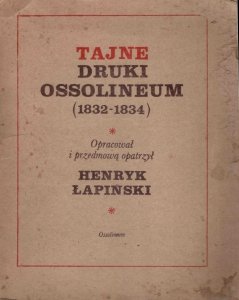 TAJNE
DRUKI
OSSOLINEUM
(1832-1834)
*
Opracował
i przedmową opatrzył
HENRYK
ŁAPIŃSKI
*
Ossolineum